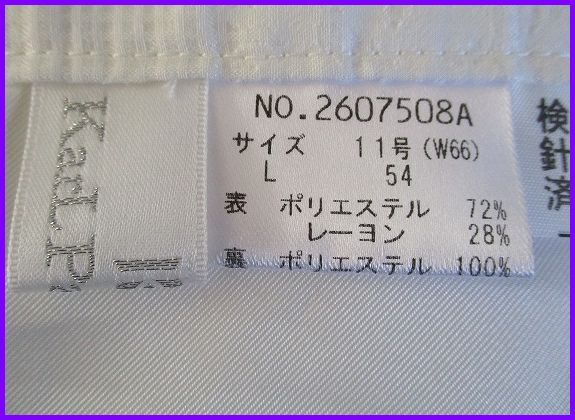 NO.2607508A
サイズ 11号(W66)
L 54
表 ポリエステル 72%
レーヨン 28%
裏 ポリエステル 100%
KarL P
検
針
済